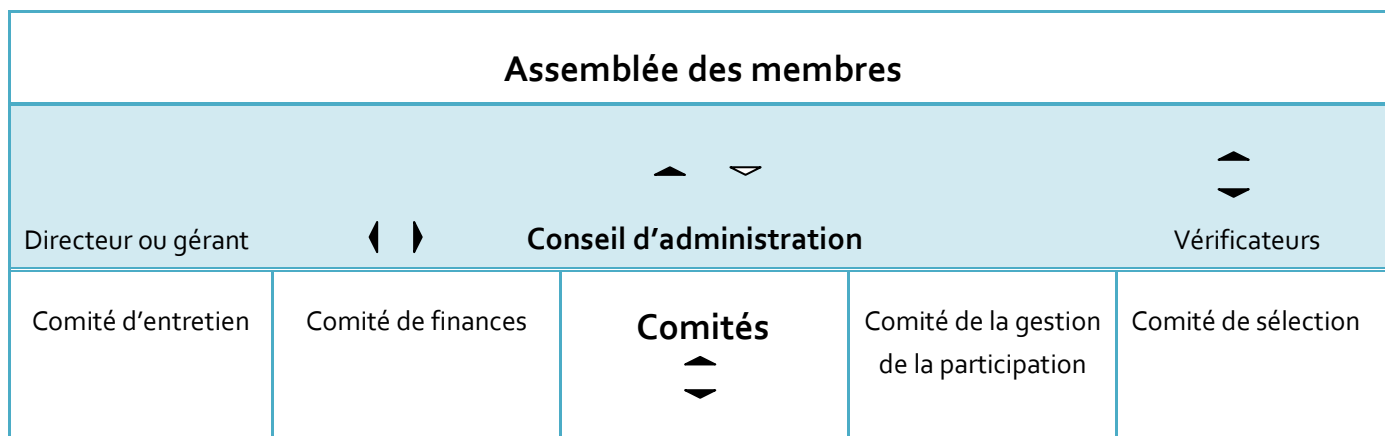 Assemblée des membres
Directeur ou gérant
Conseil d'administration
Vérificateurs
Comité d'entretien
Comité de finances
Comités
Comité de la gestion
de la participation
Comité de sélection